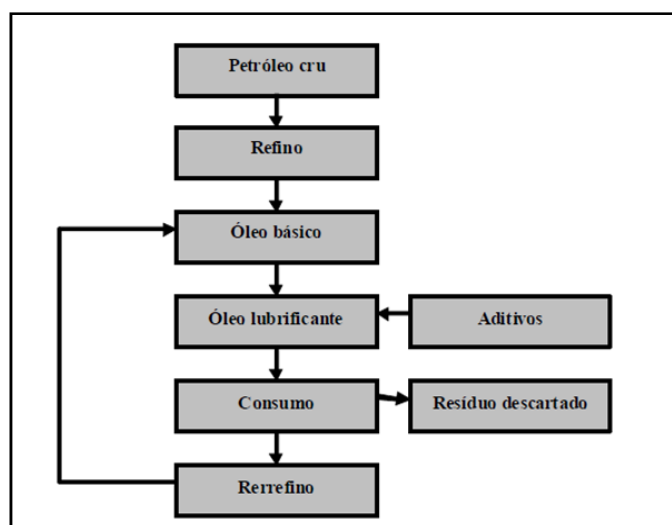 Petróleo cru
Refino
Óleo básico
Óleo lubrificante
Aditivos
Consumo
Resíduo descartado
Rerrefino